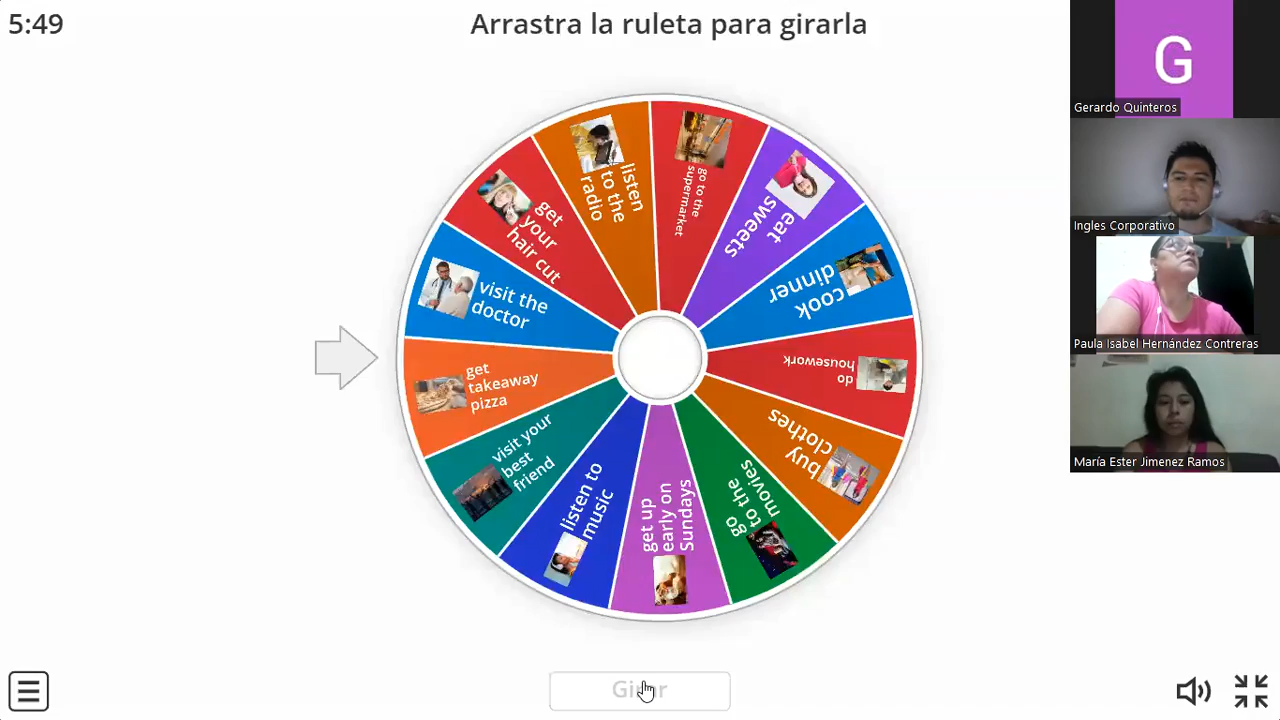 5:49
Arrastra la ruleta para girarla
G
Gerardo Quinteros
Ingles Corporativo
Paula Isabel Hernández Contreras
María Ester Jimenez Ramos
listen
to the
radio
go to the
supermarket
eat
sweets
cook
dinner
do
housework
buy
clothes
go
to the
movies
get up
early on
Sundays
listen to
music
visit your
best
friend
get
takeaway
pizza
visit the
doctor
get
your
hair cut
Girar